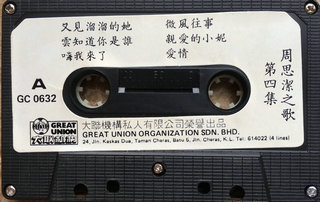 又見溜溜的她
雲知道你是誰
嗨我來了
微風往事
親愛的小妮
愛情
周思潔之歌
第四集
A
GC 0632
GREAT UNION
大聯機構私人有限公司榮譽出品
GREAT UNION ORGANIZATION SDN. BHD.
24, Jln. Kaskas Dua, Taman Cheras, Batu 5, Jln. Cheras, K.L. Tel: 614022 (4 lines)